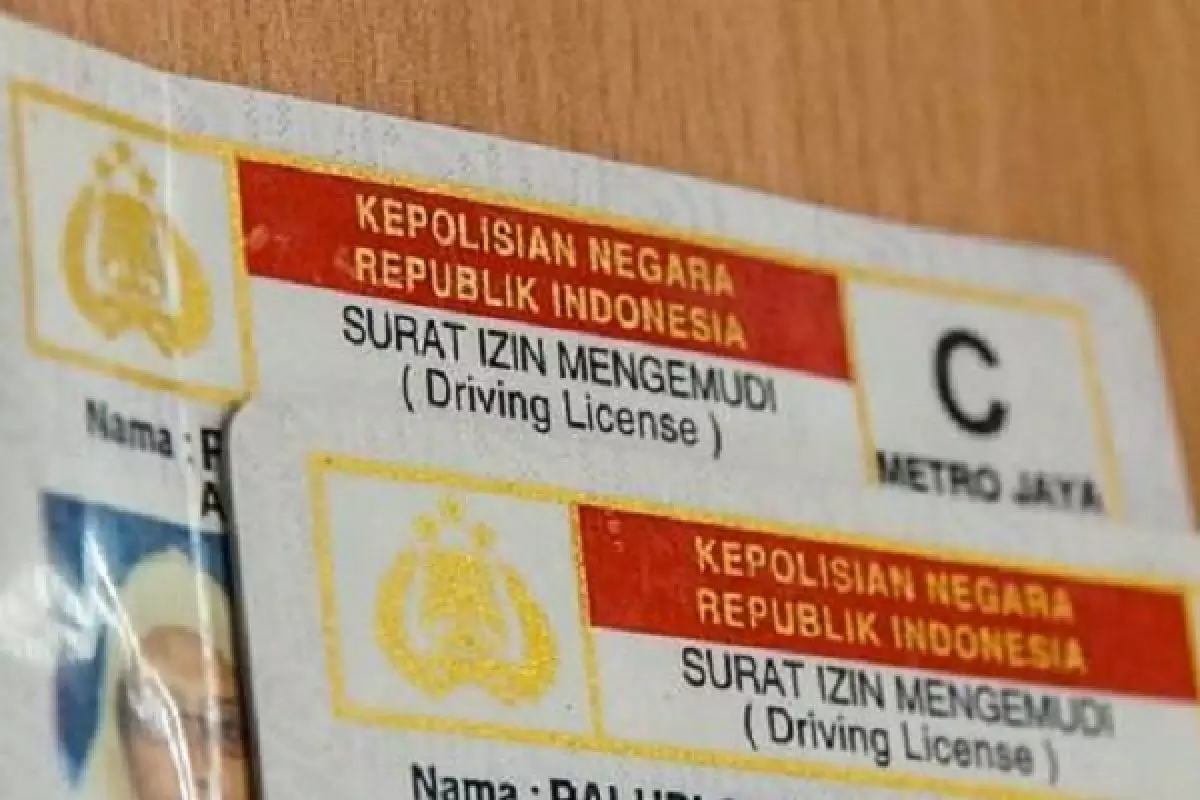 KEPOLISIAN NEGARA
REPUBLIK INDONESIA
SURAT IZIN MENGEMUDI
( Driving License )
C
METRO JAYA
Nama :
KEPOLISIAN NEGARA
REPUBLIK INDONESIA
SURAT IZIN MENGEMUDI
( Driving License )
Nama :